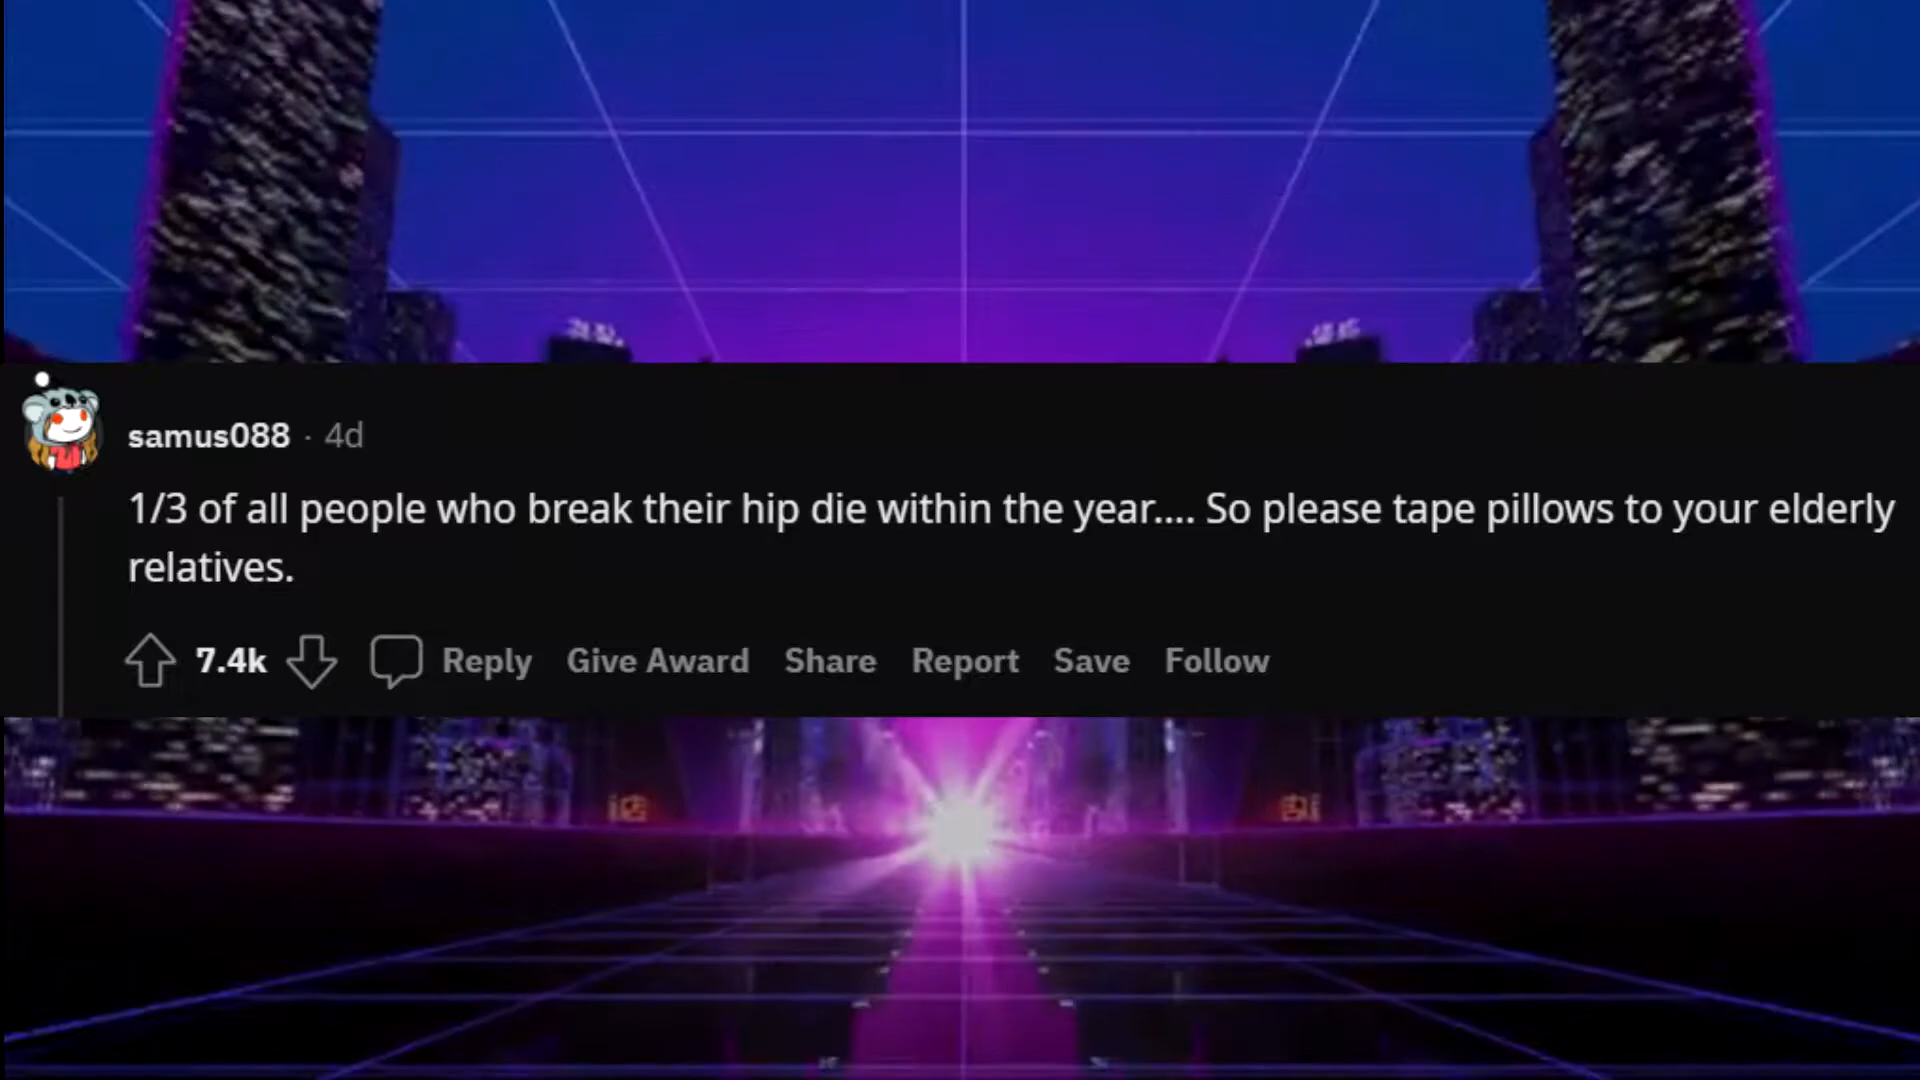 samus088 · 4d
1/3 of all people who break their hip die within the year.... So please tape pillows to your elderly
relatives.
7.4k Reply Give Award Share Report Save Follow